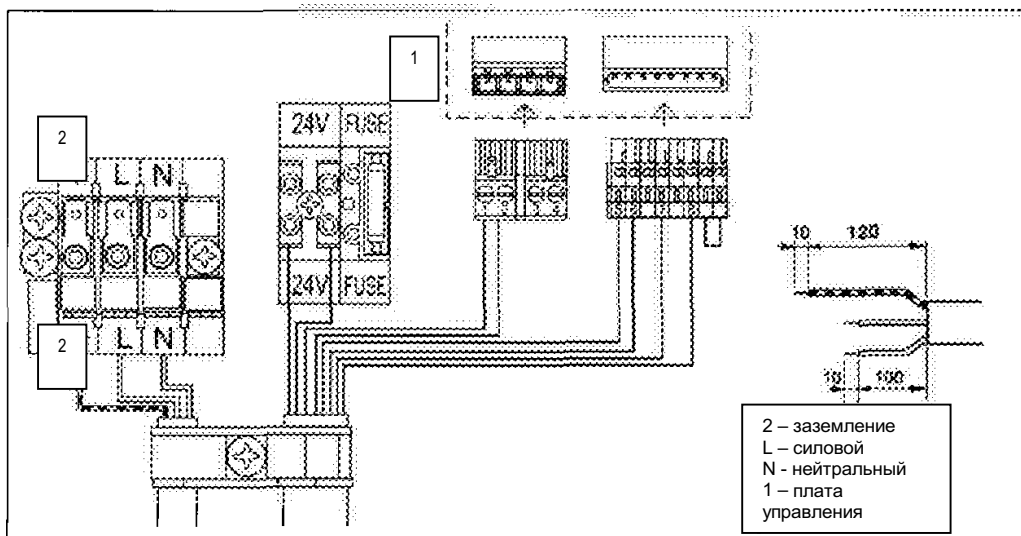 1
2
24V FUSE
L N
10 120
24V FUSE
L N
2
10 100
2 – заземление
L – силовой
N - нейтральный
1 – плата
управления